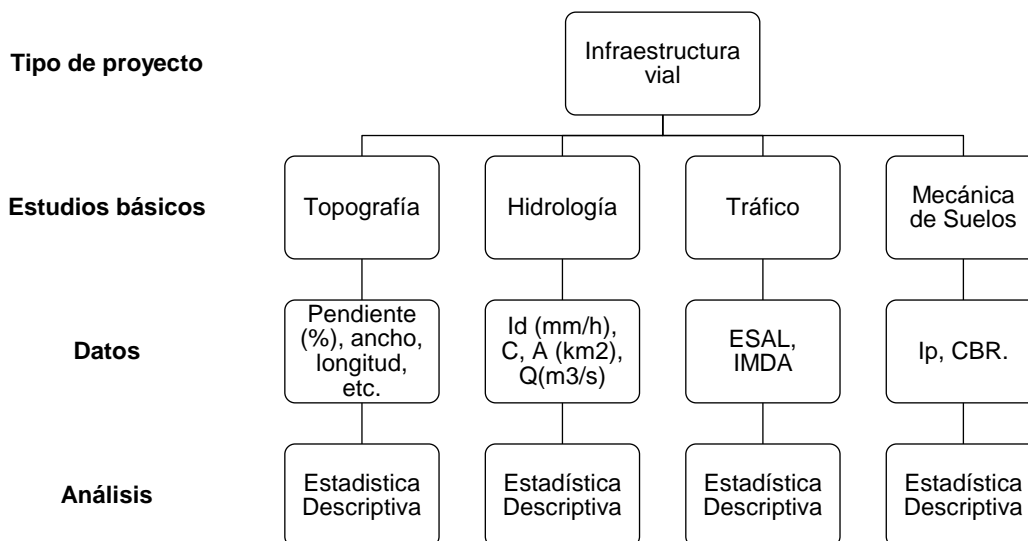 Tipo de proyecto
Infraestructura
vial
Estudios básicos
Topografía
Hidrología
Tráfico
Mecánica
de Suelos
Datos
Pendiente
(%), ancho,
longitud,
etc.
Id (mm/h),
C, A (km2),
Q(m3/s)
ESAL,
IMDA
Ip, CBR.
Análisis
Estadistica
Descriptiva
Estadística
Descriptiva
Estadística
Descriptiva
Estadística
Descriptiva